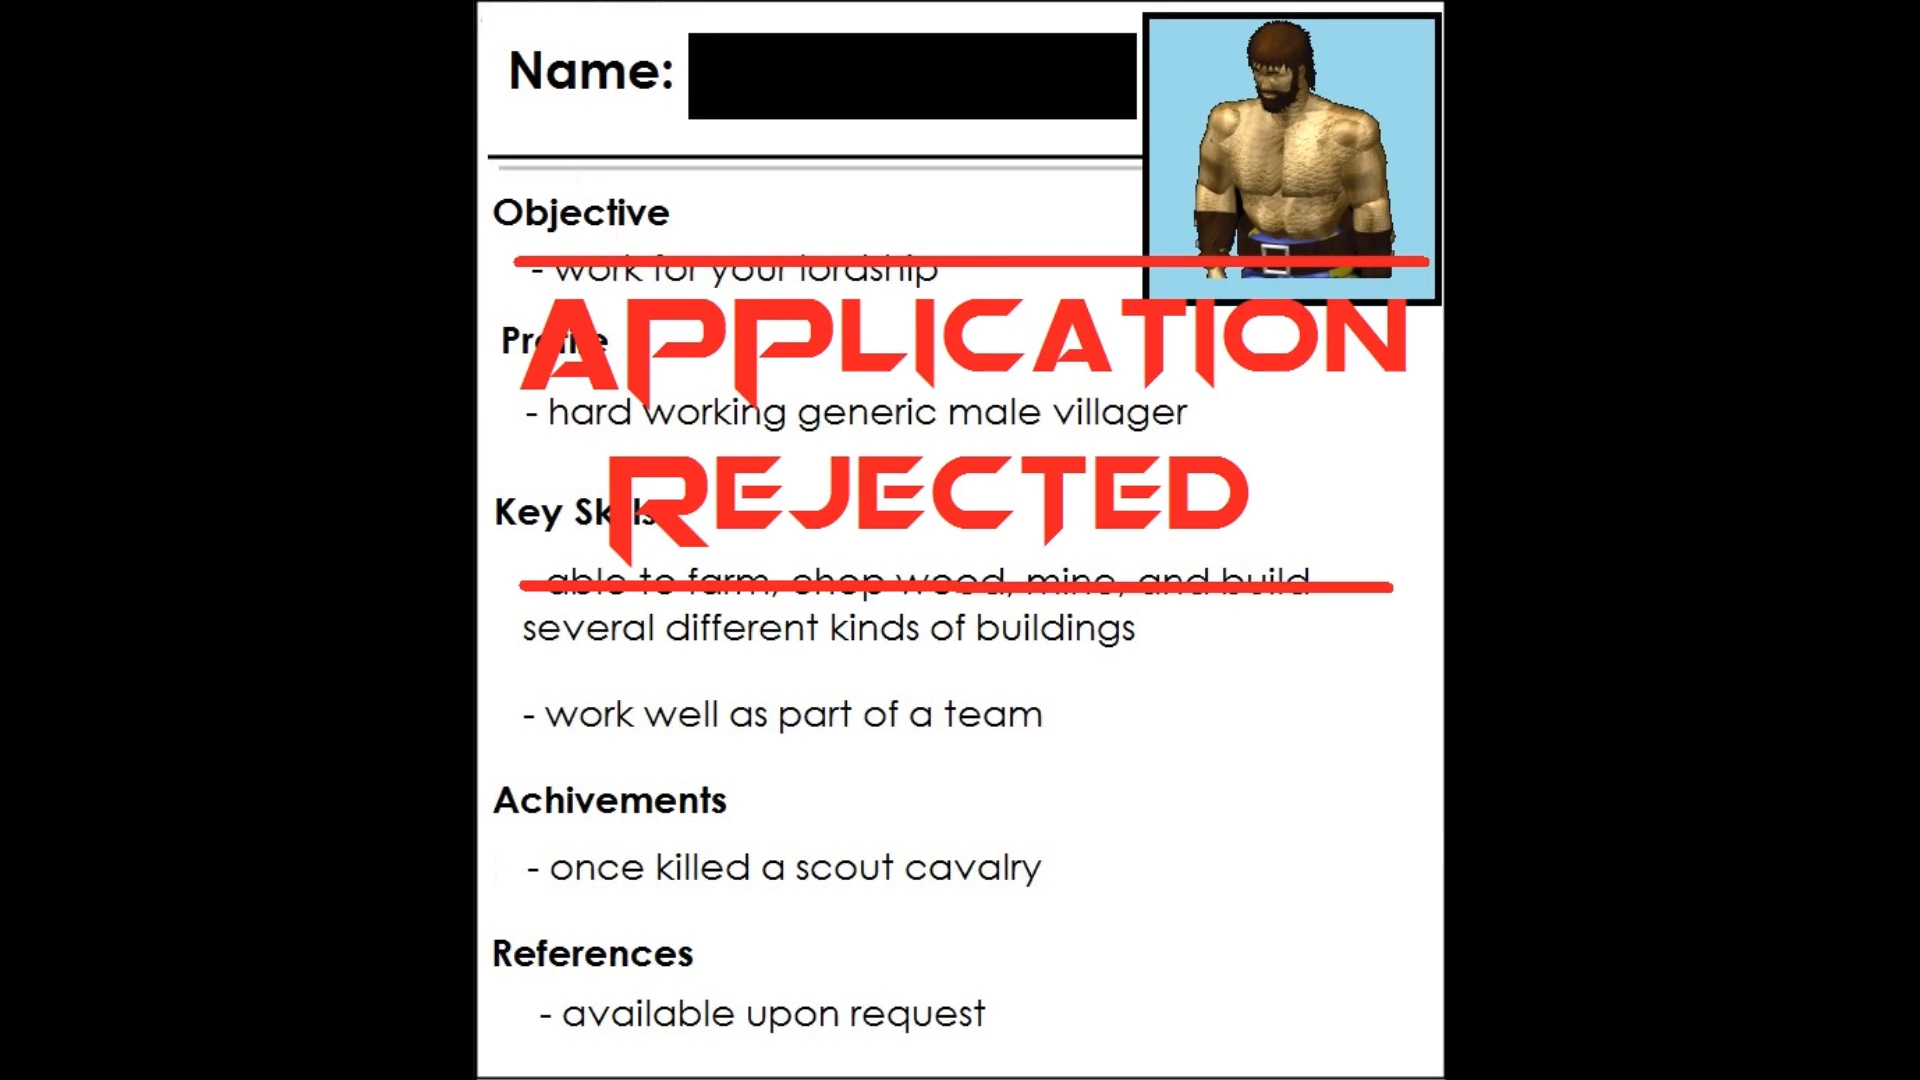 Name:
Objective
- work for your lordship
Profile
APPLICATION
- hard working generic male villager
REJECTED
Key Skills
- able to farm, chop wood, mine, and build
several different kinds of buildings
- work well as part of a team
Achivements
- once killed a scout cavalry
References
- available upon request